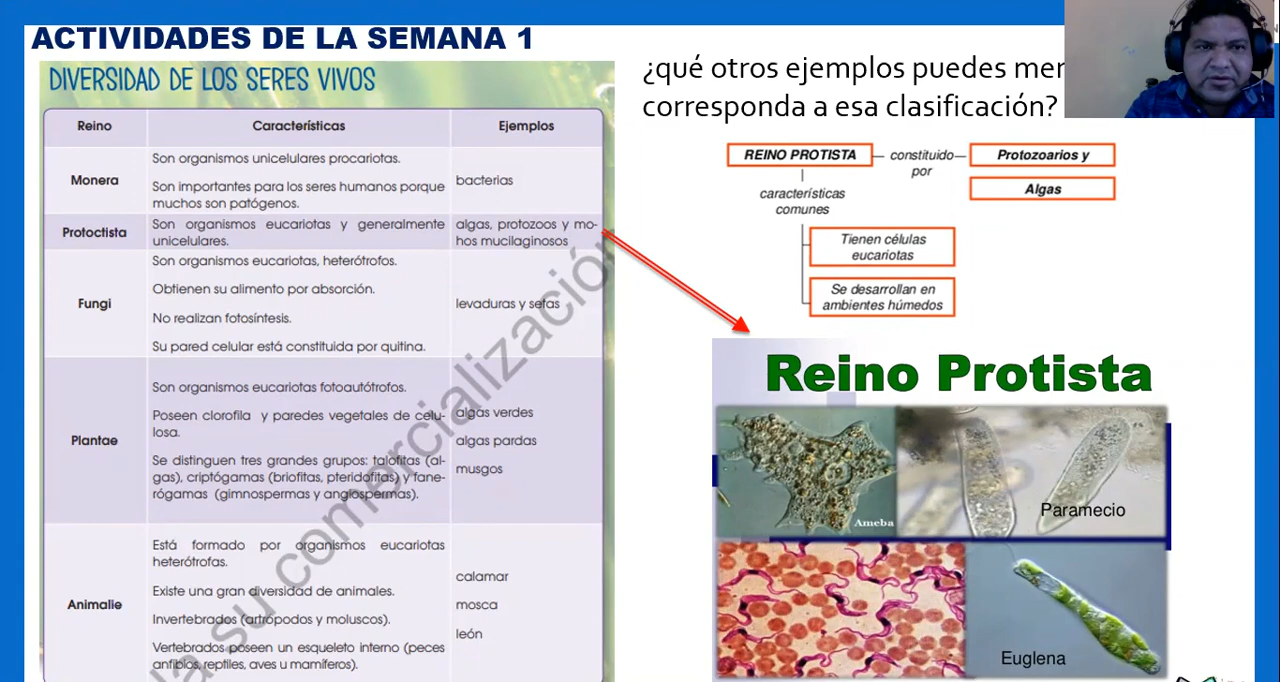 ACTIVIDADES DE LA SEMANA 1
DIVERSIDAD DE LOS SERES VIVOS
Reino
Características
Ejemplos
Monera
Son organismos unicelulares procariotas.
Son importantes para los seres humanos porque
muchos son patógenos.
bacterias
Protoctista
Son organismos eucariotas y generalmente
unicelulares.
algas, protozoos y mo-
hos mucilaginosos
Fungi
Son organismos eucariotas, heterótrofos.
Obtienen su alimento por absorción.
No realizan fotosíntesis.
Su pared celular está constituida por quitina.
levaduras y setas
Plantae
Son organismos eucariotas fotoautótrofos.
Poseen clorofila y paredes vegetales de celu-
losa.
Se distinguen tres grandes grupos: talofitas (al-
gas), criptógamas (briofitas, pteridofitas) y fane-
rógamas (gimnospermas y angiospermas).
algas verdes
algas pardas
musgos
Animalie
Está formado por organismos eucariotas
heterótrofas.
Existe una gran diversidad de animales.
Invertebrados (artrópodos y moluscos).
Vertebrados poseen un esqueleto interno (peces
anfibios, reptiles, aves u mamíferos).
calamar
mosca
león
su comercialización
¿qué otros ejemplos puedes
corresponda a esa clasificación?
REINO PROTISTA
constituido
por
Protozoarios y
Algas
características
comunes
Tienen células
eucariotas
Se desarrollan en
ambientes húmedos
Reino Protista
Ameba
Paramecio
Euglena